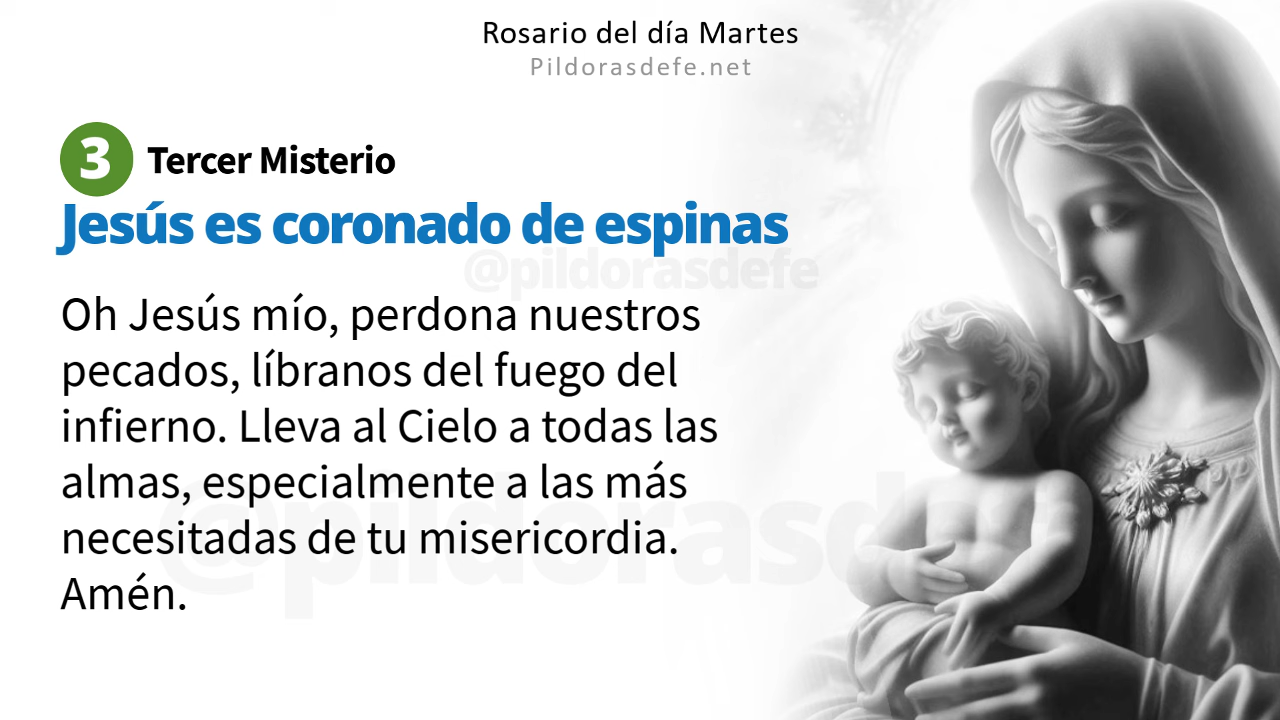 Rosario del día Martes
Pildorasdefe.net
3 Tercer Misterio
Jesús es coronado de espinas
@pildorasdefe
Oh Jesús mío, perdona nuestros
pecados, líbranos del fuego del
infierno. Lleva al Cielo a todas las
almas, especialmente a las más
necesitadas de tu misericordia.
Amén.
@pildorasdefe